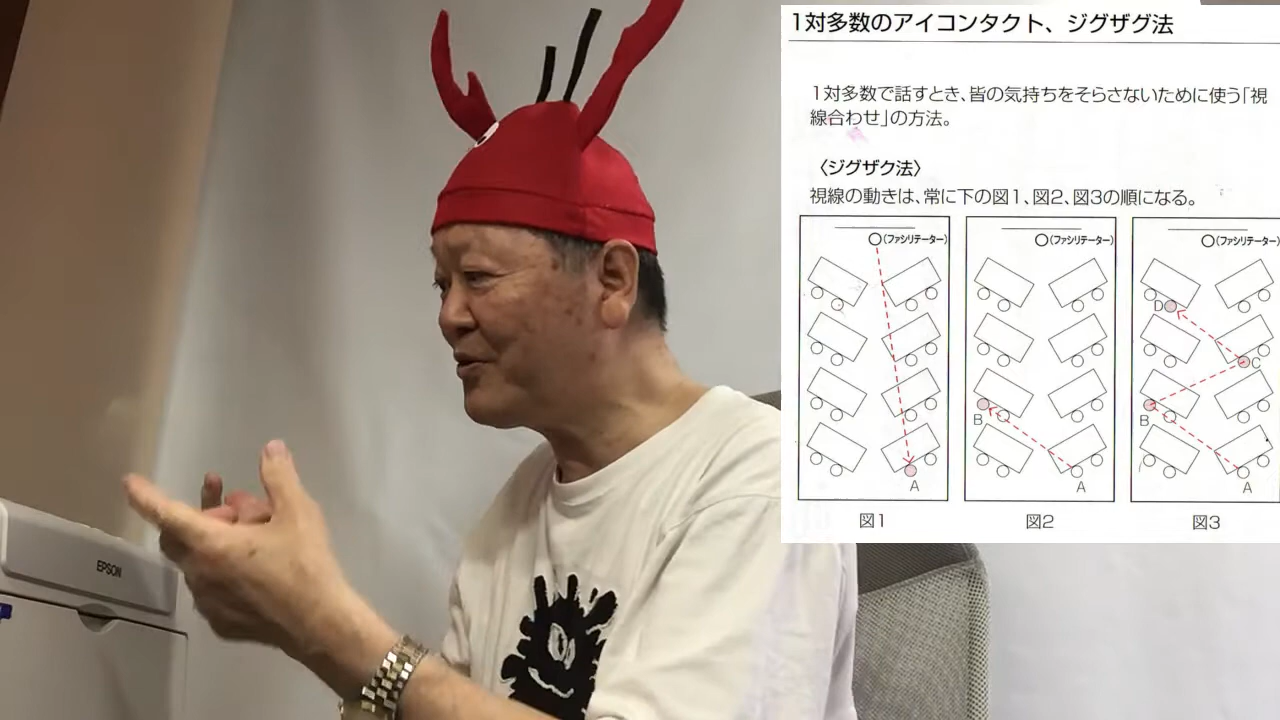 1対多数のアイコンタクト、ジグザグ法
1対多数で話すとき、皆の気持ちをそらさないために使う「視
線合わせ」の方法。
〈ジグザク法〉
視線の動きは、常に下の図1、図2、図3の順になる。
(ファシリテーター)
A
図1
(ファシリテーター)
B
A
図2
(ファシリテーター)
D
C
B
A
図3
EPSON